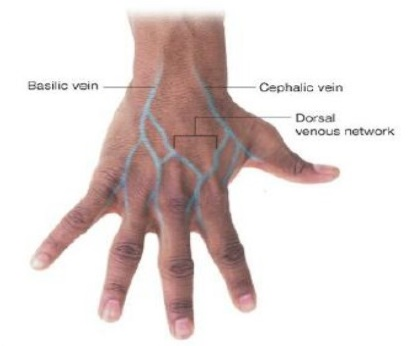 Basilic vein
Cephalic vein
Dorsal
venous network